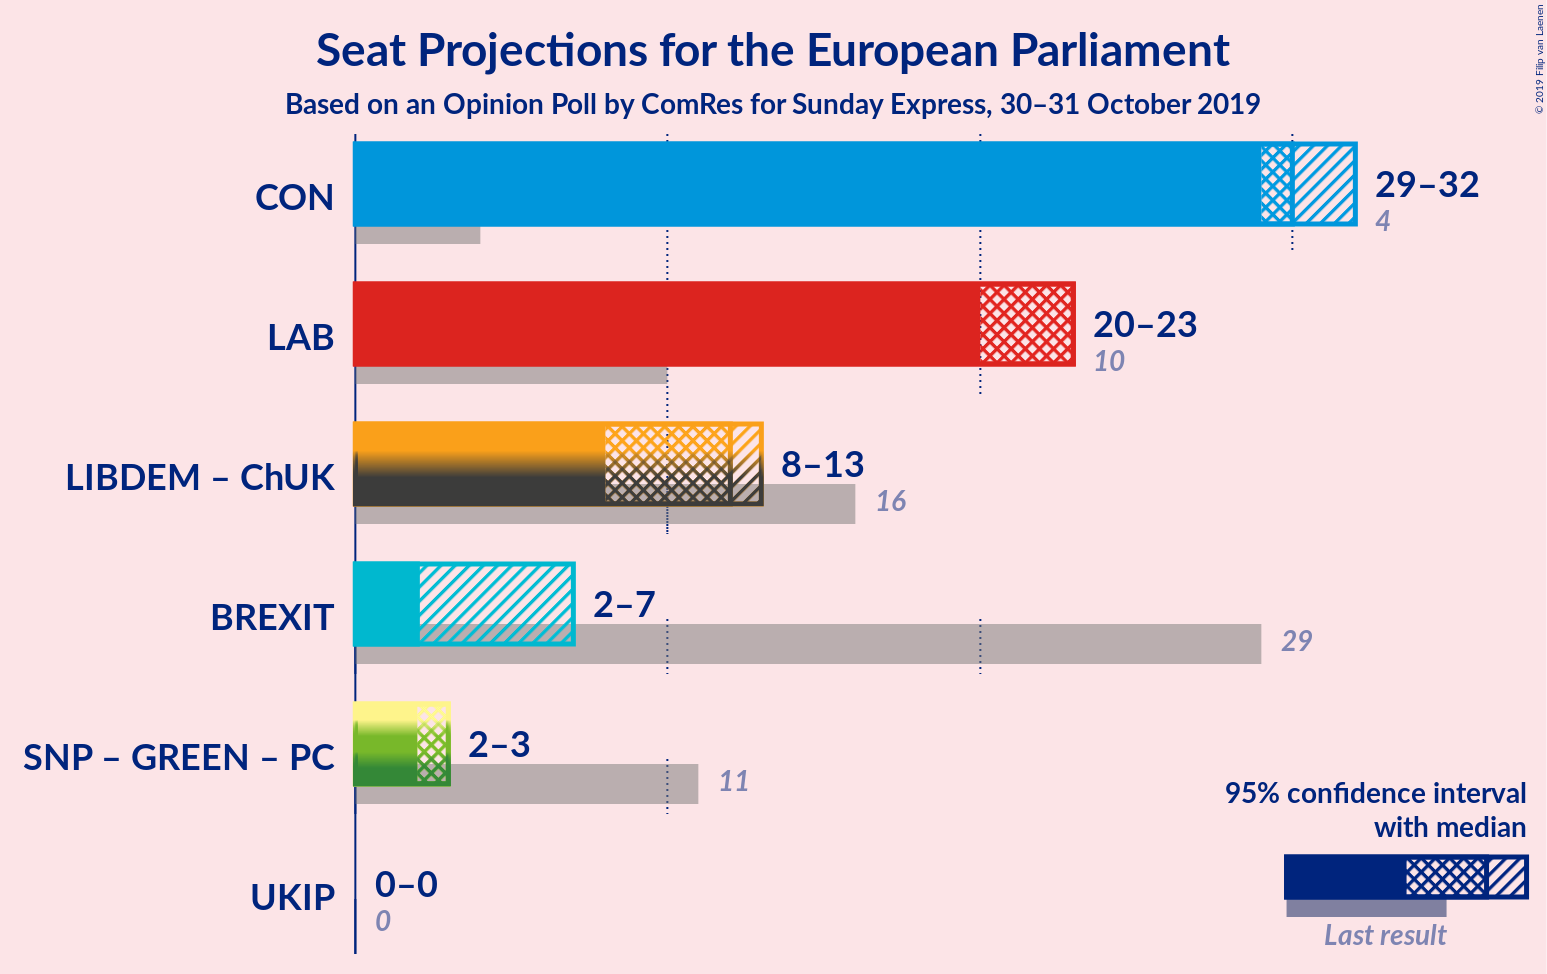 Seat Projections for the European Parliament
Based on an Opinion Poll by ComRes for Sunday Express, 30–31 October 2019
© 2019 Filip van Laenen
CON
29–32
4
LAB
20–23
10
LIBDEM – ChUK
8–13
16
BREXIT
2–7
29
SNP – GREEN – PC
2–3
11
UKIP
0–0
0
95% confidence interval
with median
Last result